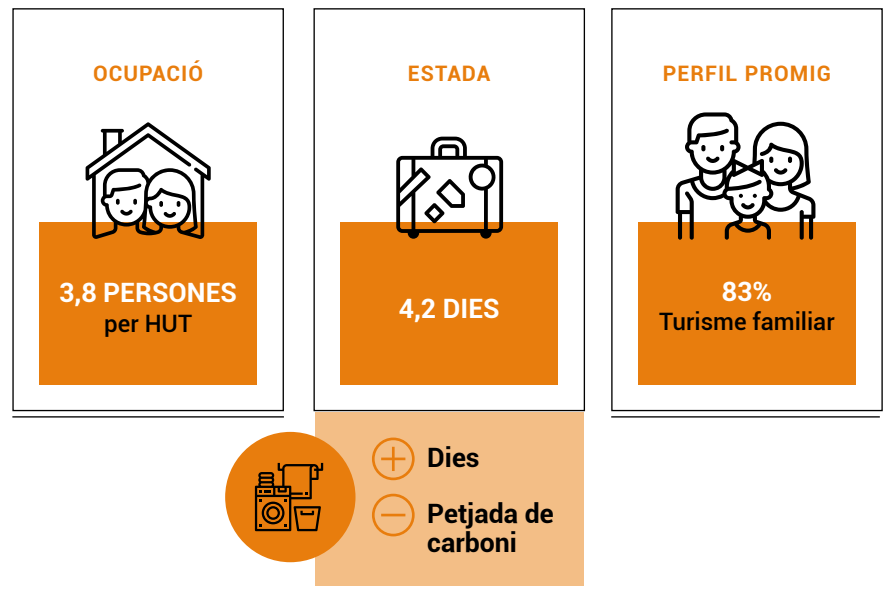 OCUPACIÓ
3,8 PERSONES
per HUT
ESTADA
4,2 DIES
Dies
Petjada de
carboni
PERFIL PROMIG
83%
Turisme familiar